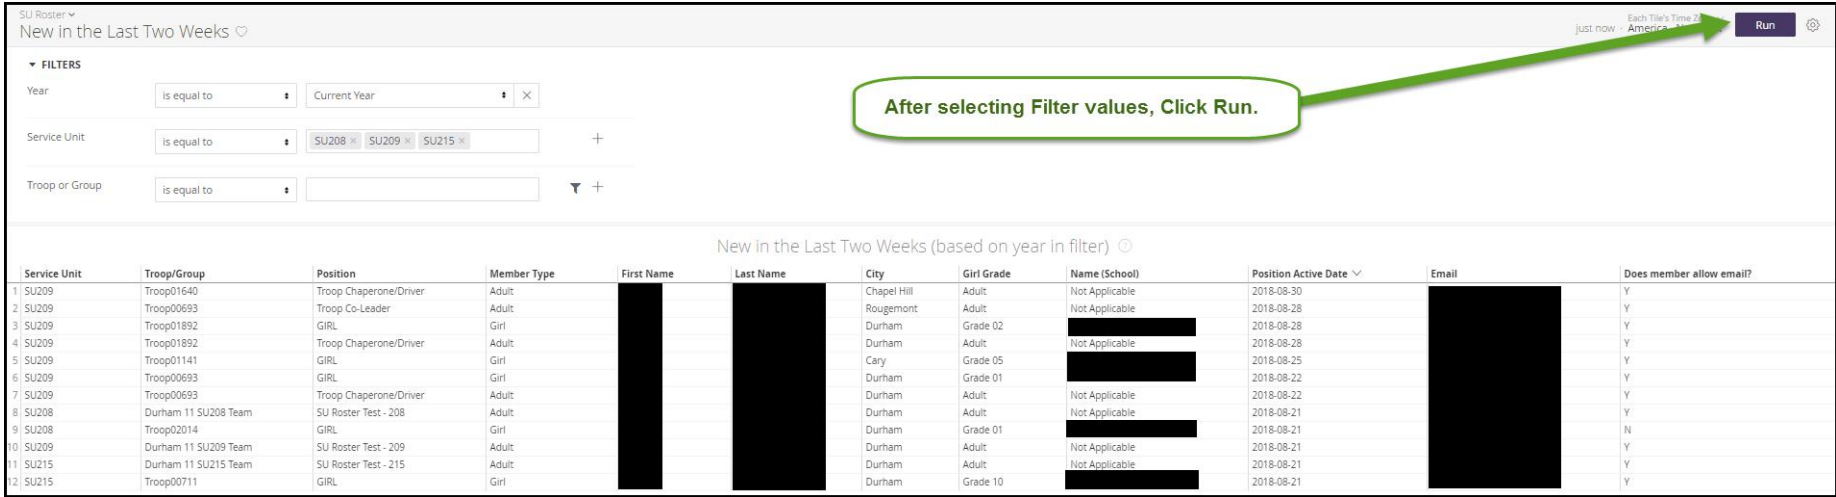 SU Roster
New in the Last Two Weeks
Each Tile's Time Z
just now · America
Run
FILTERS
Year
is equal to
Current Year
After selecting Filter values, Click Run.
Service Unit
is equal to
SU208 × SU209 × SU215 ×
Troop or Group
is equal to
New in the Last Two Weeks (based on year in filter)
Service Unit Troop/Group Position Member Type First Name Last Name City Girl Grade Name (School) Position Active Date Email Does member allow email?
1 SU209 Troop01640 Troop Chaperone/Driver Adult Chapel Hill Adult Not Applicable 2018-08-30 Y
2 SU209 Troop00693 Troop Co-Leader Adult Rougemont Adult Not Applicable 2018-08-28 Y
3 SU209 Troop01892 GIRL Girl Durham Grade 02 2018-08-28 Y
4 SU209 Troop01892 Troop Chaperone/Driver Adult Durham Adult Not Applicable 2018-08-28 Y
5 SU209 Troop01141 GIRL Girl Cary Grade 05 2018-08-25 Y
6 SU209 Troop00693 GIRL Girl Durham Grade 01 2018-08-22 Y
7 SU209 Troop00693 Troop Chaperone/Driver Adult Durham Adult Not Applicable 2018-08-22 Y
8 SU208 Durham 11 SU208 Team SU Roster Test - 208 Adult Durham Adult Not Applicable 2018-08-21 Y
9 SU208 Troop02014 GIRL Girl Durham Grade 01 2018-08-21 N
10 SU209 Durham 11 SU209 Team SU Roster Test - 209 Adult Durham Adult Not Applicable 2018-08-21 Y
11 SU215 Durham 11 SU215 Team SU Roster Test - 215 Adult Durham Adult Not Applicable 2018-08-21 Y
12 SU215 Troop00711 GIRL Girl Durham Grade 10 2018-08-21 Y